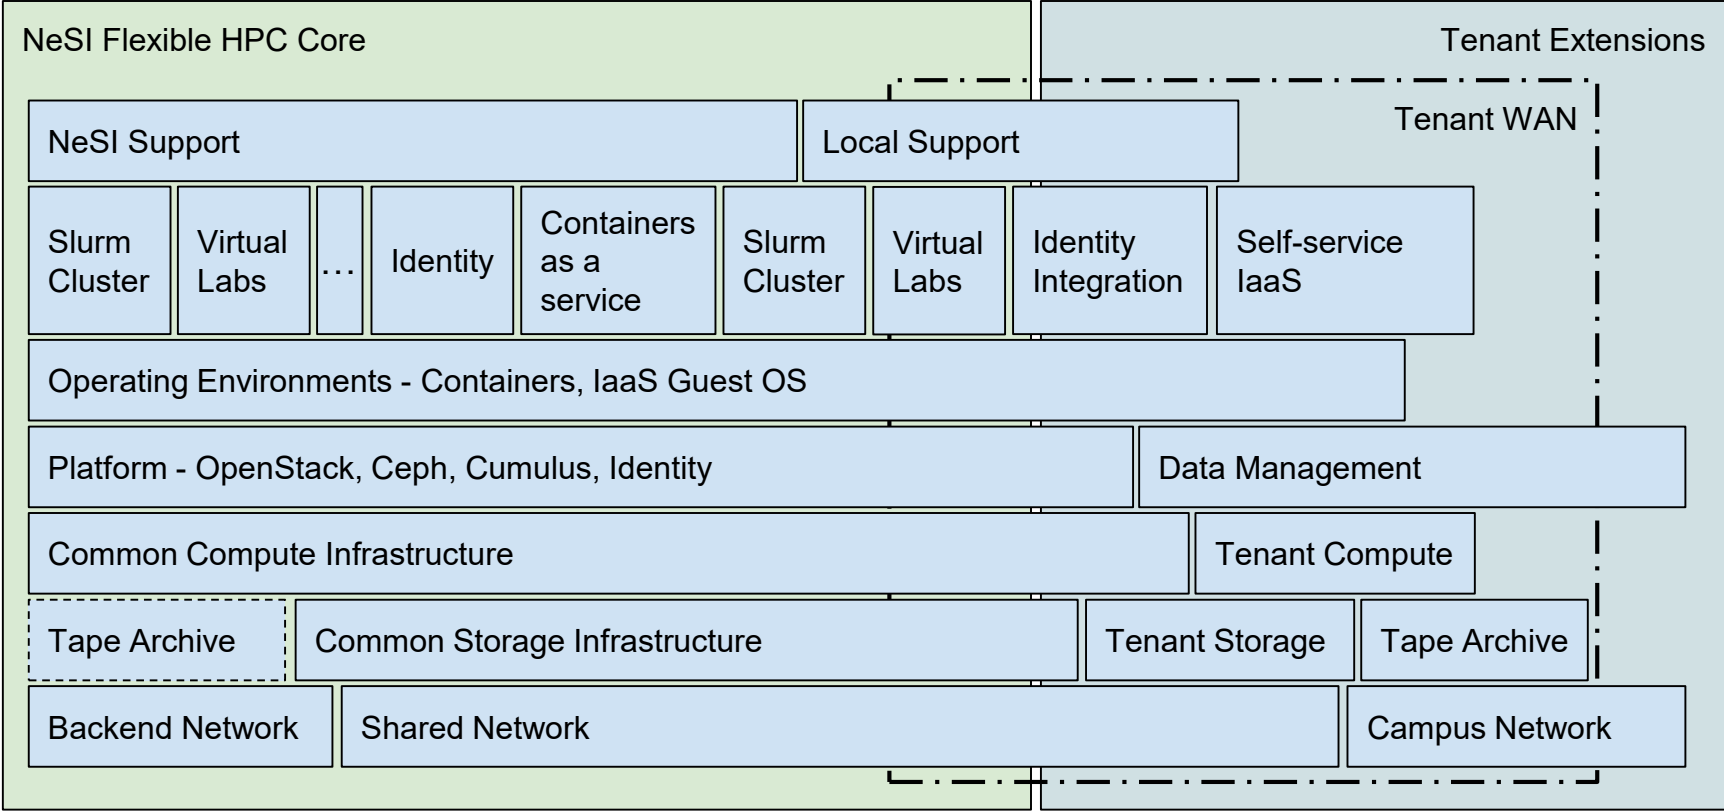 NeSI Flexible HPC Core
Tenant Extensions
Tenant WAN
NeSI Support
Local Support
Slurm
Cluster
Virtual
Labs
...
Identity
Containers
as a
service
Slurm
Cluster
Virtual
Labs
Identity
Integration
Self-service
IaaS
Operating Environments - Containers, IaaS Guest OS
Platform - OpenStack, Ceph, Cumulus, Identity
Data Management
Common Compute Infrastructure
Tenant Compute
Tape Archive
Common Storage Infrastructure
Tenant Storage
Tape Archive
Backend Network
Shared Network
Campus Network